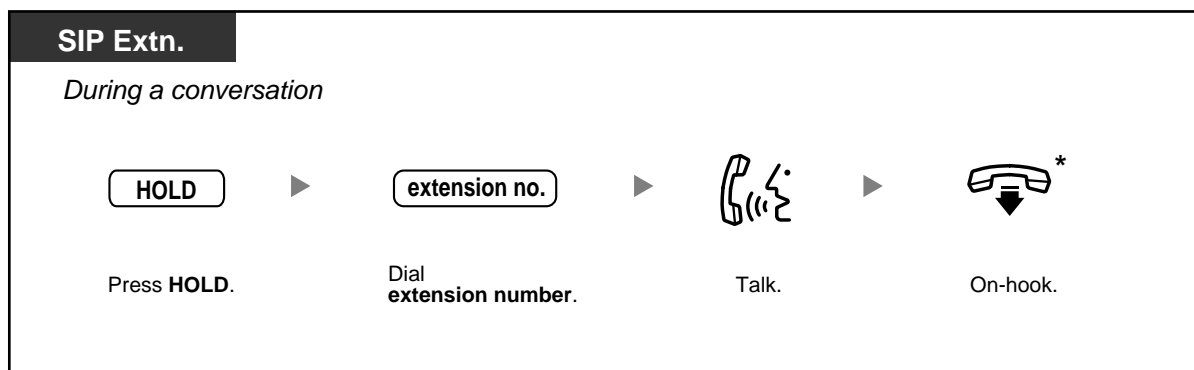 SIP Extn.
During a conversation
HOLD
extension no.
*
Press HOLD.
Dial
extension number.
Talk.
On-hook.